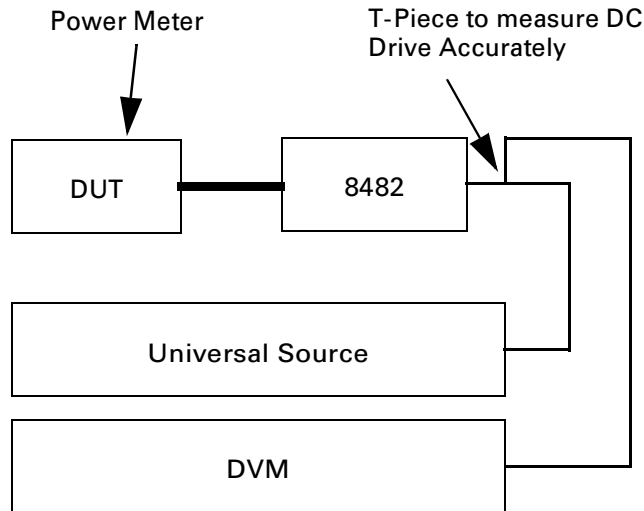 Power Meter
T-Piece to measure DC
Drive Accurately
DUT
8482
Universal Source
DVM